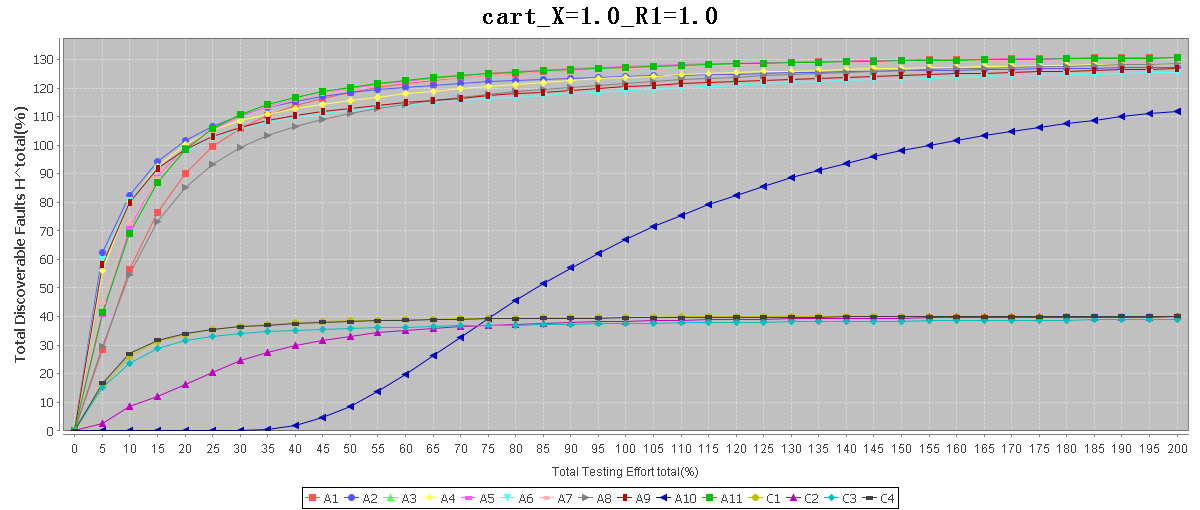 cart_X=1.0_R1=1.0
Total Discoverable Faults H^total(%)
130
120
110
100
90
80
70
60
50
40
30
20
10
0
0 5 10 15 20 25 30 35 40 45 50 55 60 65 70 75 80 85 90 95 100 105 110 115 120 125 130 135 140 145 150 155 160 165 170 175 180 185 190 195 200
Total Testing Effort total(%)
A1 A2 A3 A4 A5 A6 A7 A8 A9 A10 A11 C1 C2 C3 C4